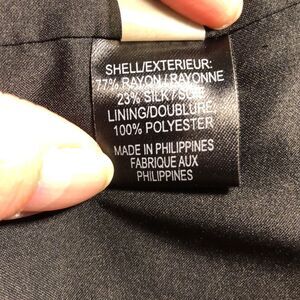 SHELL/EXTERIEUR:
77% RAYON/RAYONNE
23% SILK/SOIE
LINING/DOUBLURE:
100% POLYESTER
MADE IN PHILIPPINES
FABRIQUE AUX
PHILIPPINES